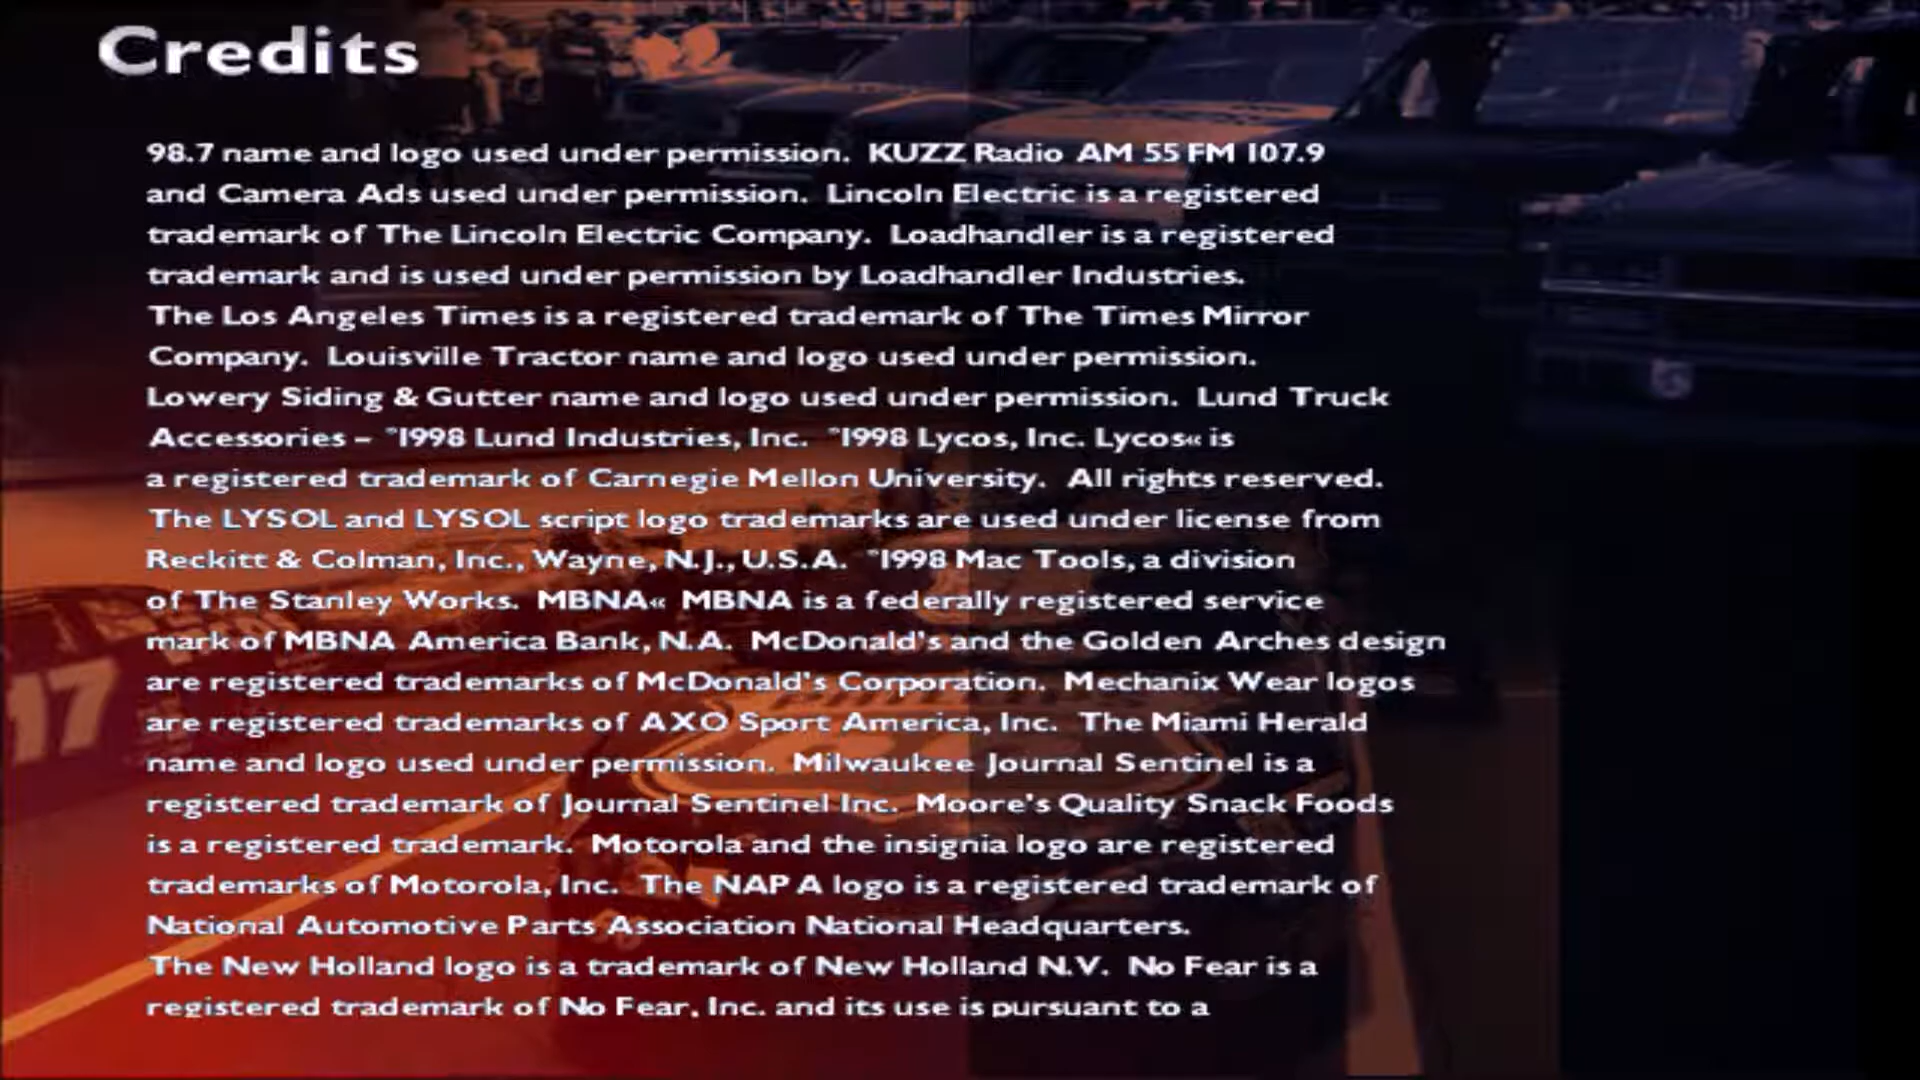 Credits
98.7 name and logo used under permission.  KUZZ Radio AM 55 FM 107.9
and Camera Ads used under permission.  Lincoln Electric is a registered
trademark of The Lincoln Electric Company.  Loadhandler is a registered
trademark and is used under permission by Loadhandler Industries.
The Los Angeles Times is a registered trademark of The Times Mirror
Company.  Louisville Tractor name and logo used under permission.
Lowery Siding & Gutter name and logo used under permission.  Lund Truck
Accessories – ¨1998 Lund Industries, Inc.  ¨1998 Lycos, Inc. Lycos« is
a registered trademark of Carnegie Mellon University.  All rights reserved.
The LYSOL and LYSOL script logo trademarks are used under license from
Reckitt & Colman, Inc., Wayne, N.J., U.S.A.  ¨1998 Mac Tools, a division
of The Stanley Works.  MBNA«  MBNA is a federally registered service
mark of MBNA America Bank, N.A.  McDonald's and the Golden Arches design
are registered trademarks of McDonald's Corporation.  Mechanix Wear logos
are registered trademarks of AXO Sport America, Inc.  The Miami Herald
name and logo used under permission.  Milwaukee Journal Sentinel is a
registered trademark of Journal Sentinel Inc.  Moore's Quality Snack Foods
is a registered trademark.  Motorola and the insignia logo are registered
trademarks of Motorola, Inc.  The NAPA logo is a registered trademark of
National Automotive Parts Association National Headquarters.
The New Holland logo is a trademark of New Holland N.V.  No Fear is a
registered trademark of No Fear, Inc. and its use is pursuant to a
17